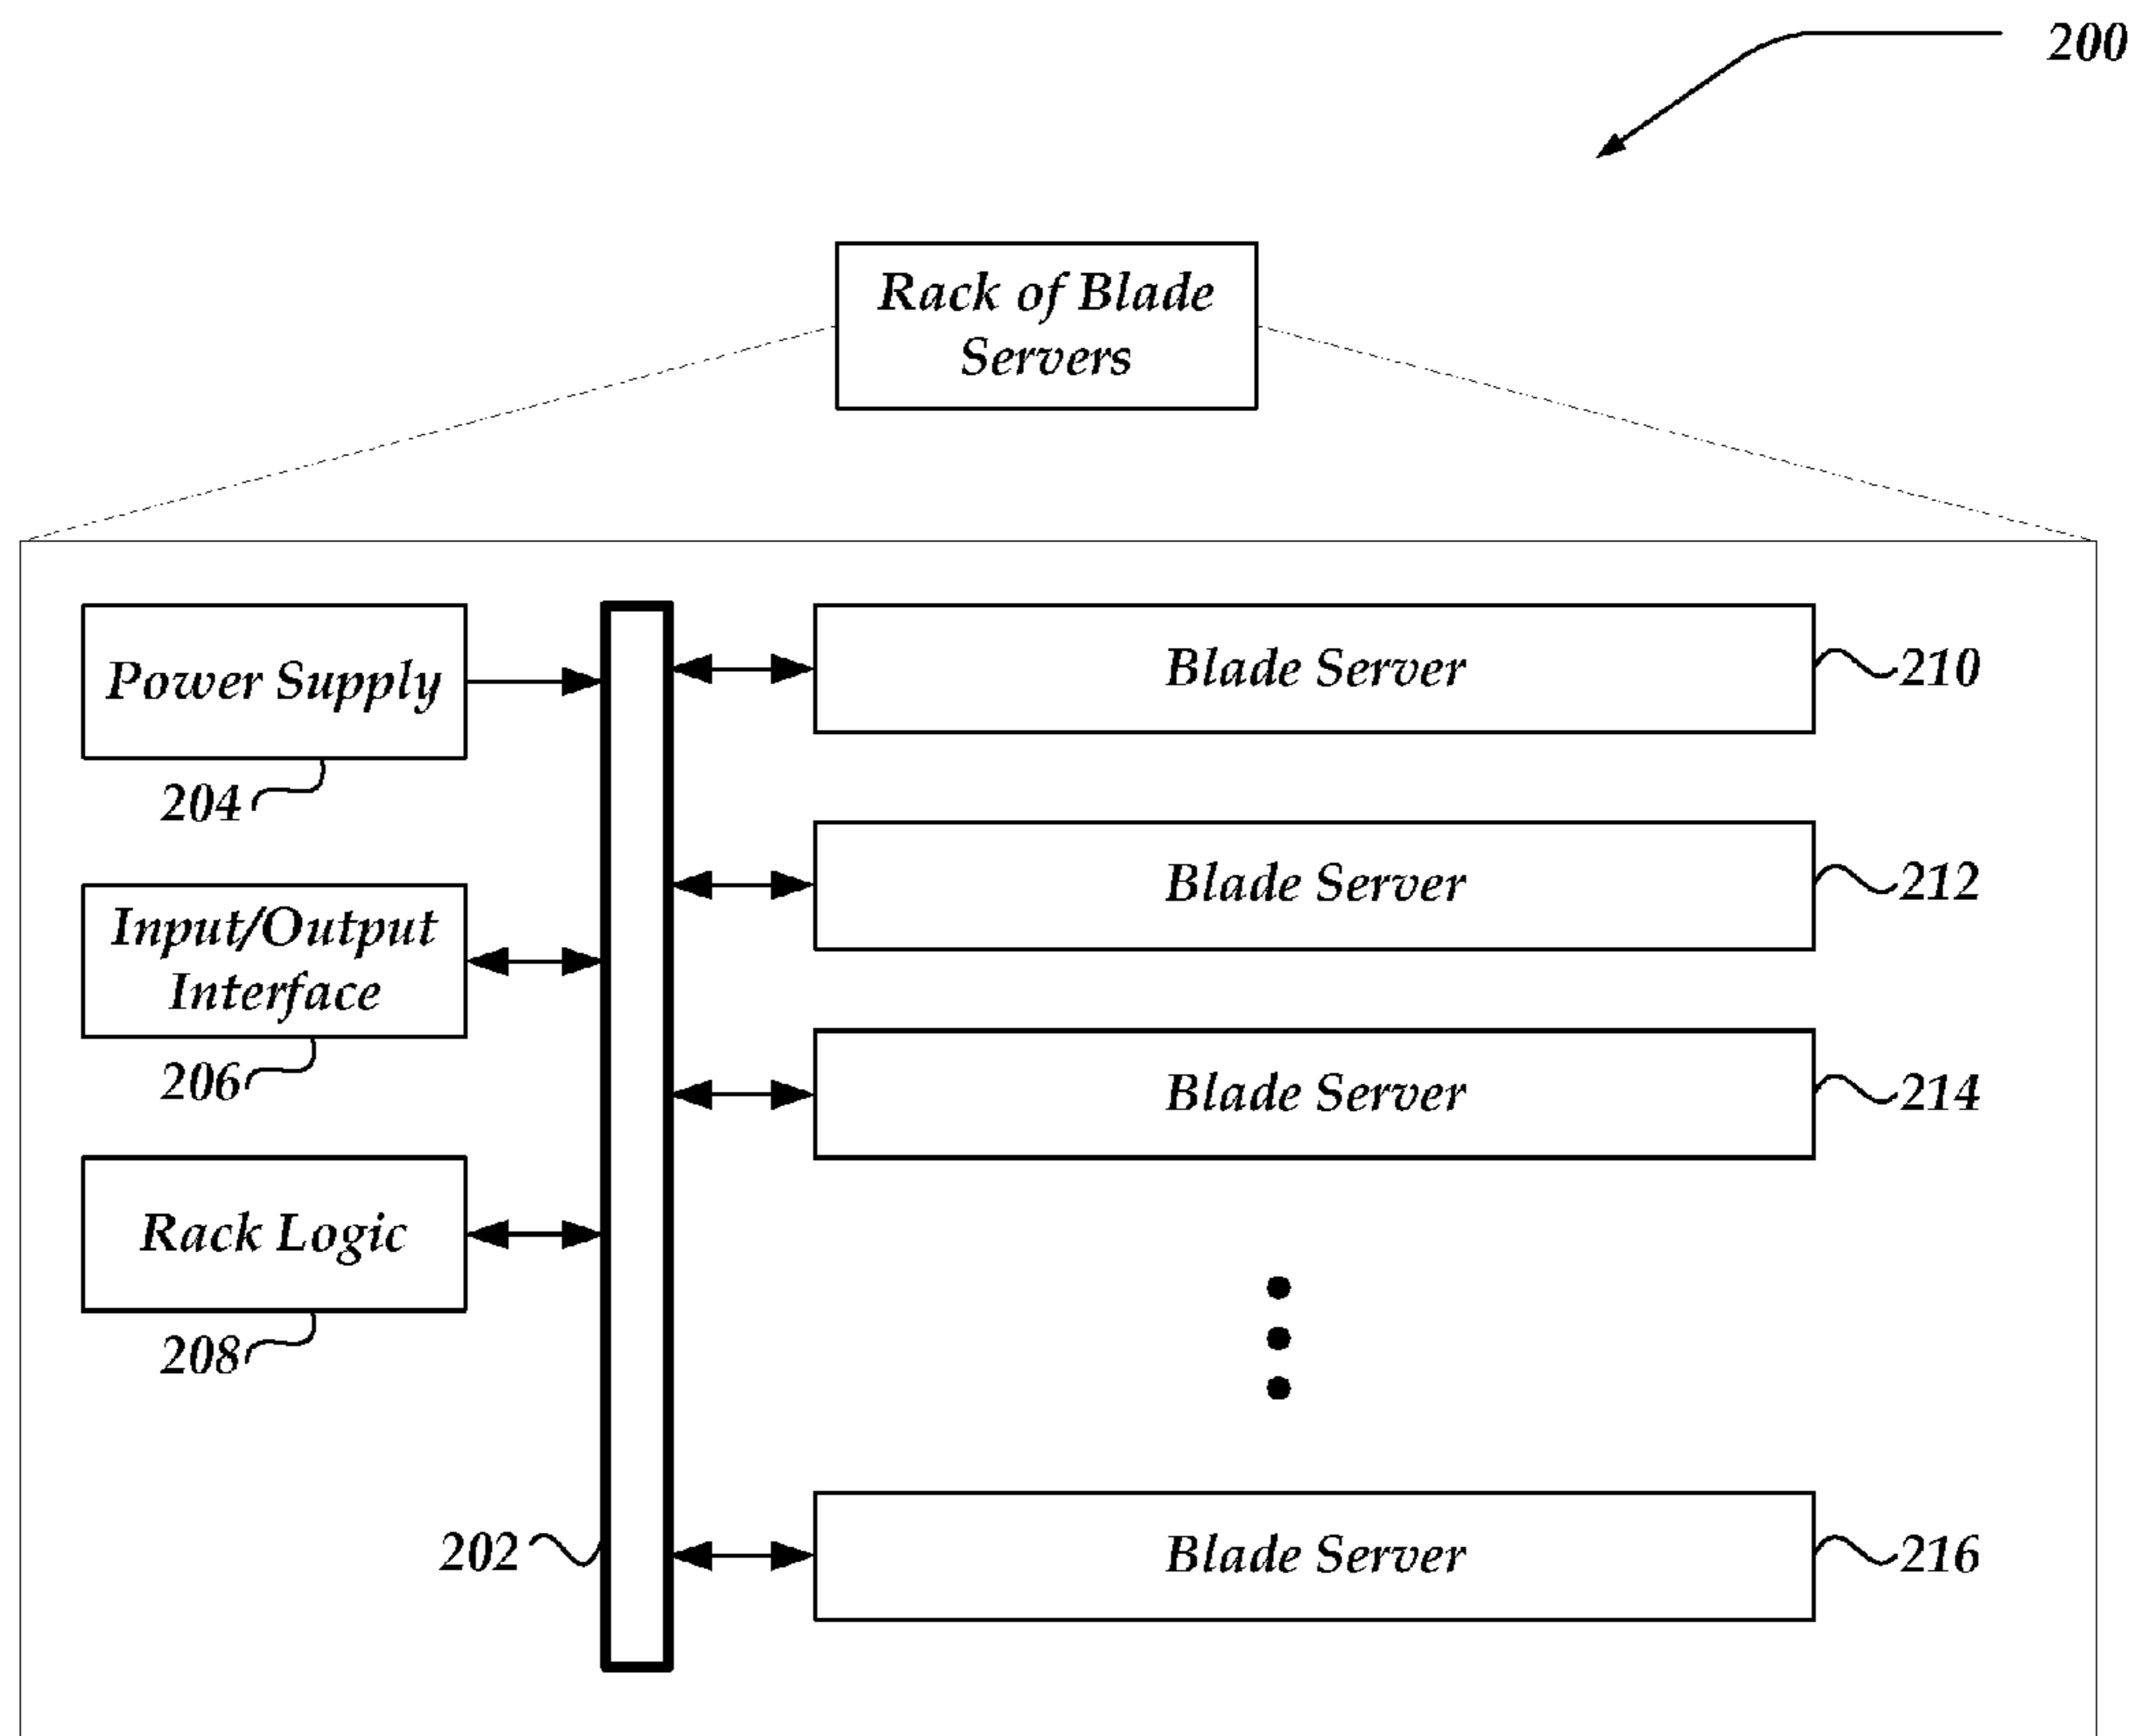 200
Rack of Blade
Servers
Power Supply
204
Input/Output
Interface
206
Rack Logic
208
202
Blade Server
210
Blade Server
212
Blade Server
214
Blade Server
216